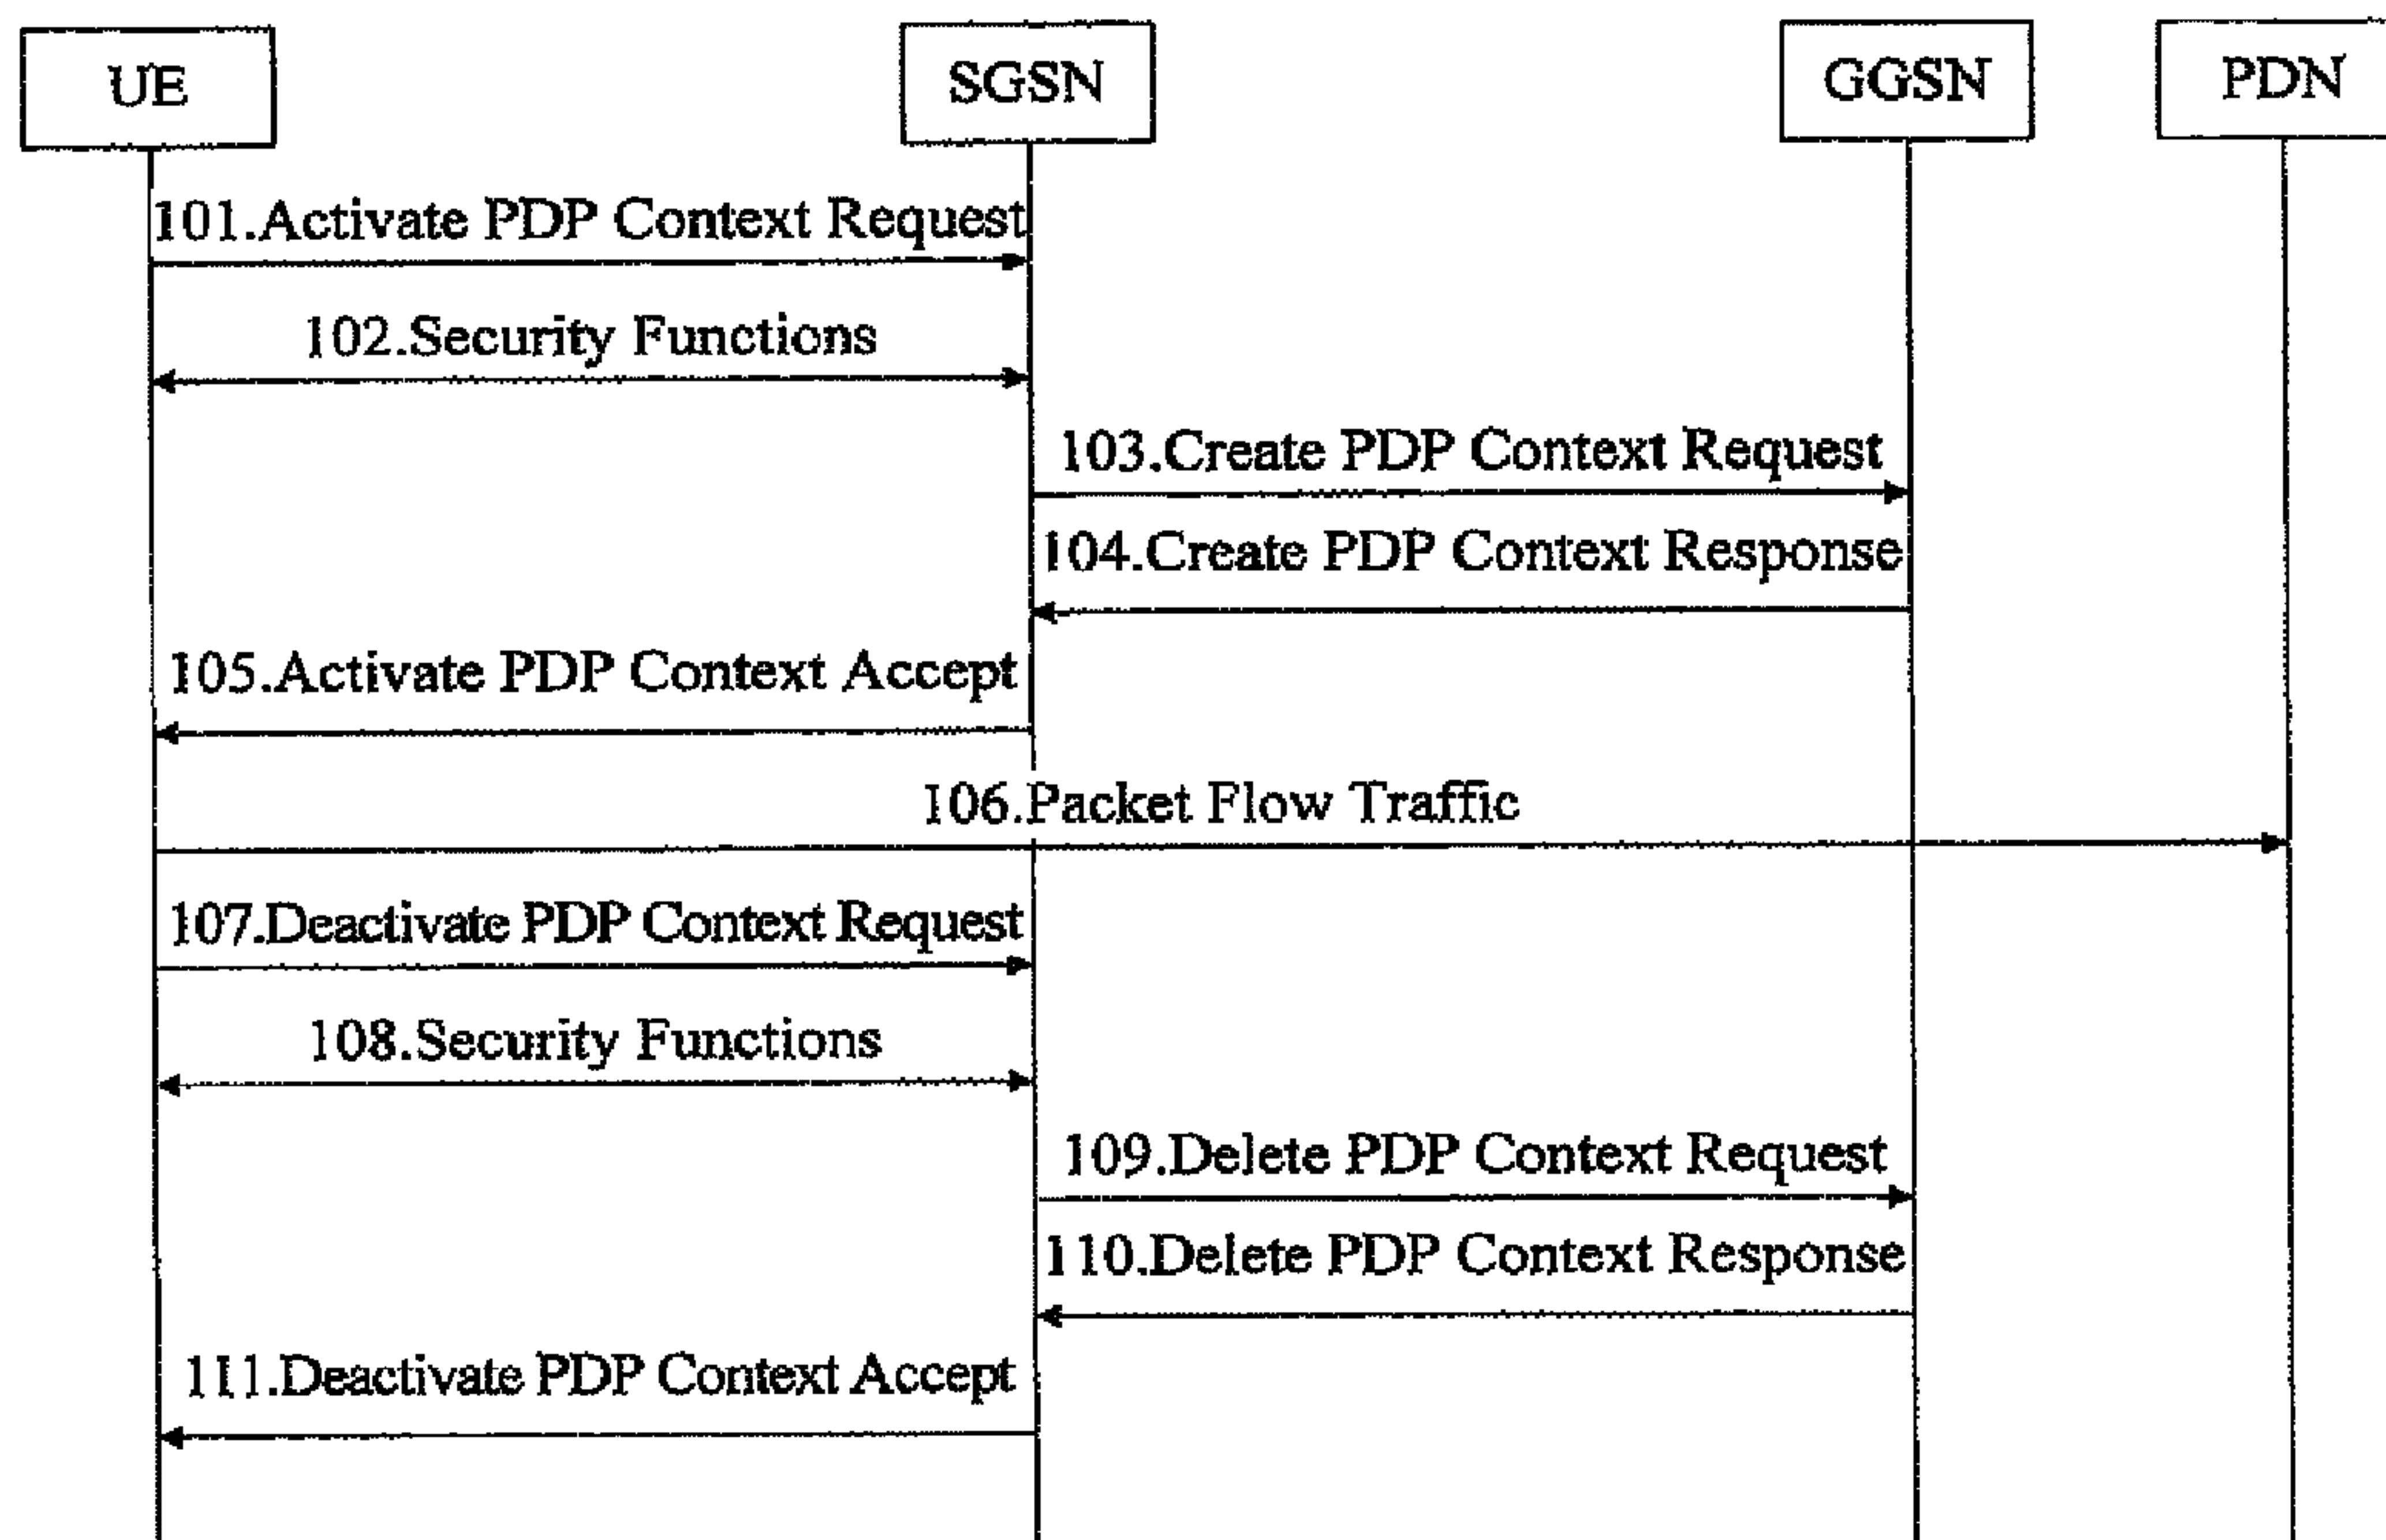 UE
SGSN
GGSN
PDN
101.Activate PDP Context Request
102.Security Functions
103.Create PDP Context Request
104.Create PDP Context Response
105.Activate PDP Context Accept
106.Packet Flow Traffic
107.Deactivate PDP Context Request
108.Security Functions
109.Delete PDP Context Request
110.Delete PDP Context Response
111.Deactivate PDP Context Accept